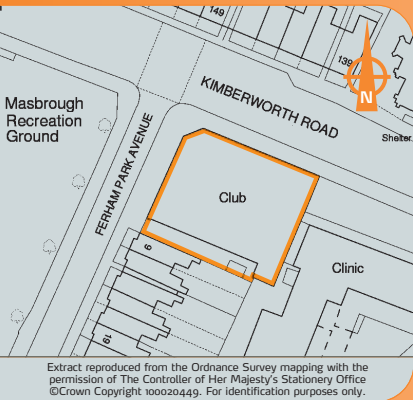 149
139
KIMBERWORTH ROAD
N
Masbrough
Recreation
Ground
Shelter
FERHAM PARK AVENUE
Club
9
Clinic
19
Extract reproduced from the Ordnance Survey mapping with the
permission of The Controller of Her Majesty's Stationery Office
©Crown Copyright 100020449. For identification purposes only.